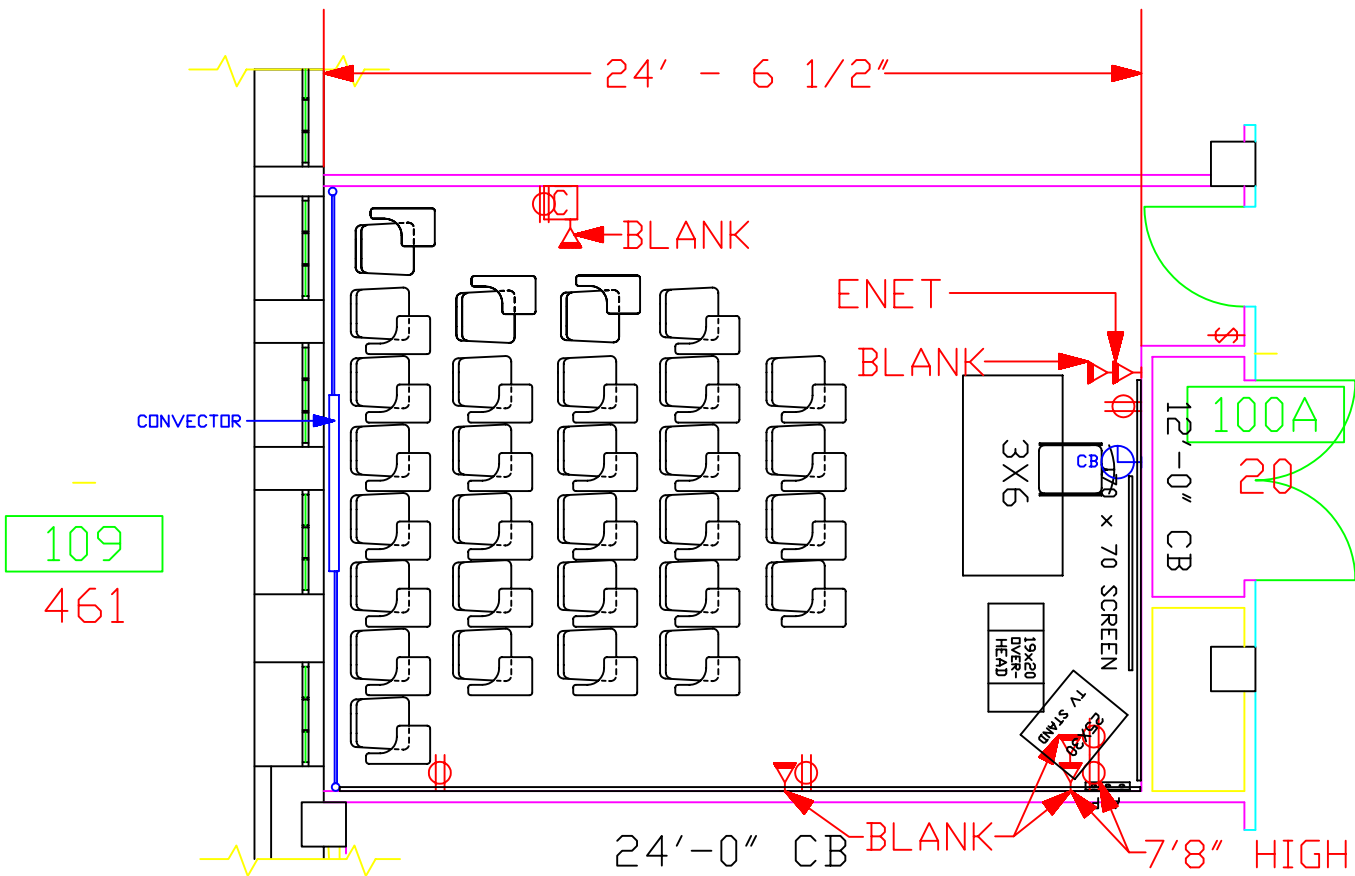 24' - 6 1/2"
C
BLANK
ENET
BLANK
$
CONVECTOR
100A
20
12'-0" CB
CB
3X6
70 x 70 SCREEN
109
461
19x20
OVER-
HEAD
TV STAND
25X30
BLANK
24'-0" CB
7'8" HIGH